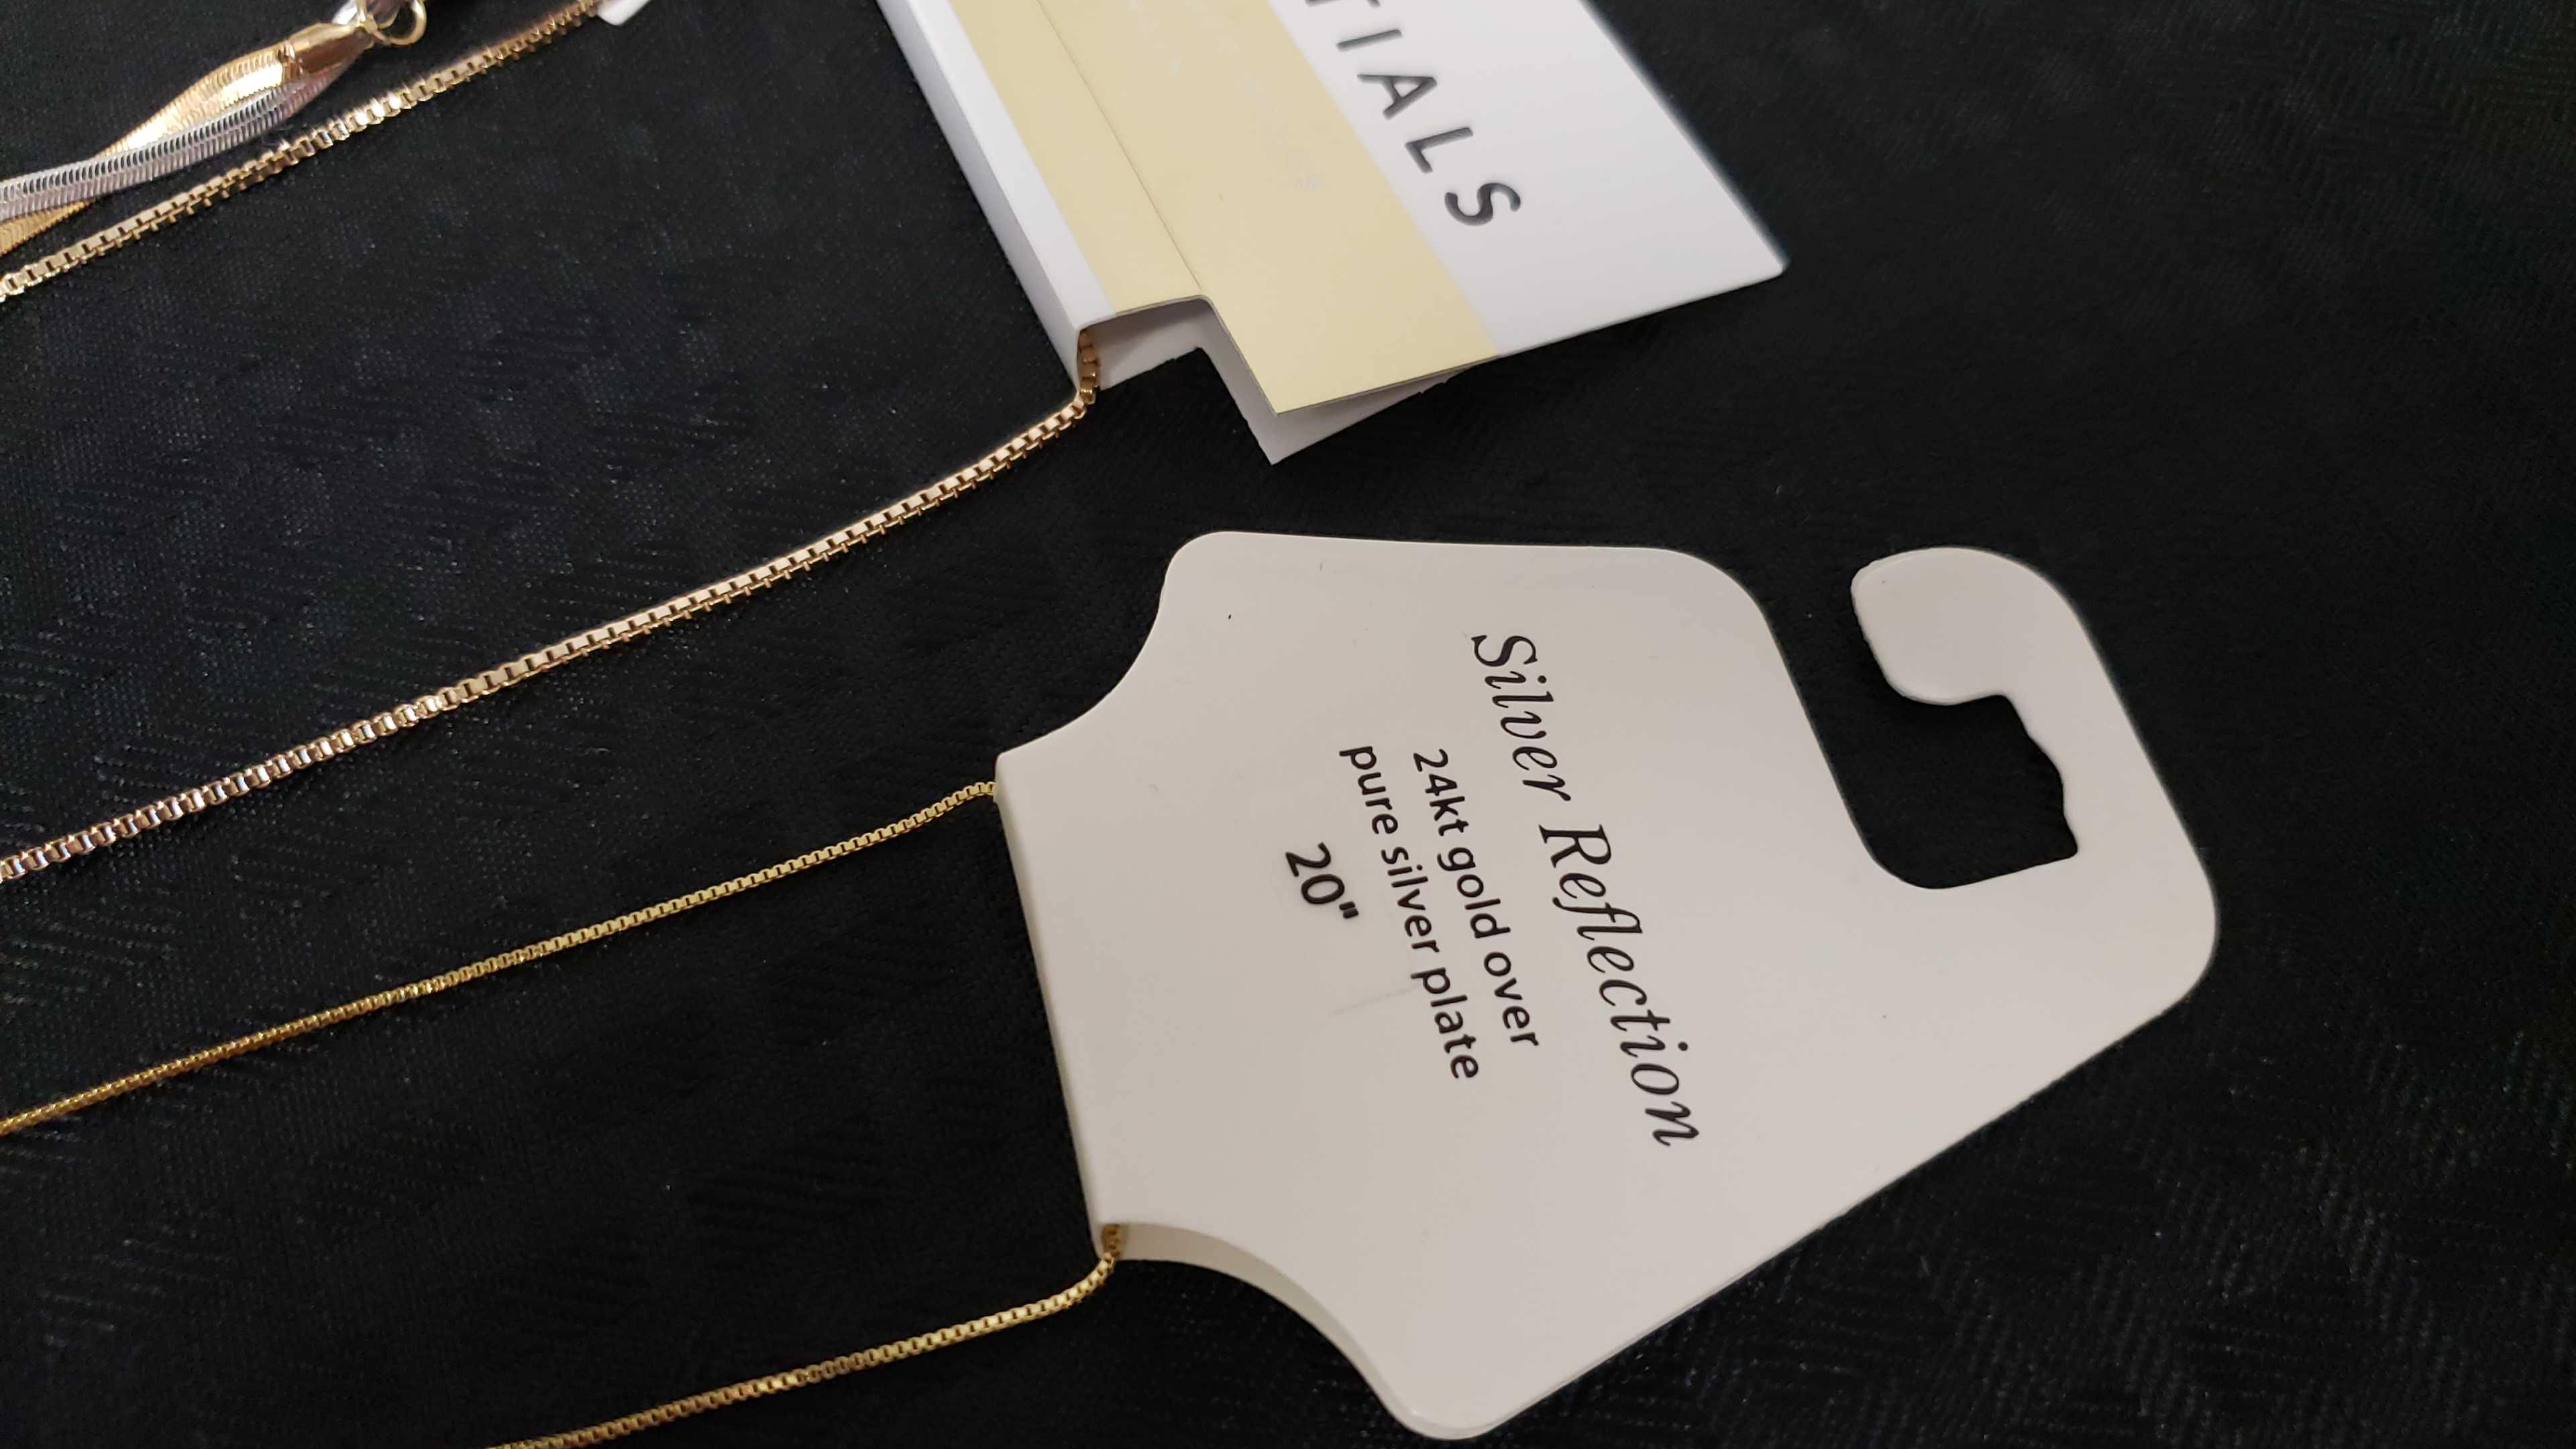 TIALS
Silver Reflection
24kt gold over
pure silver plate
20"